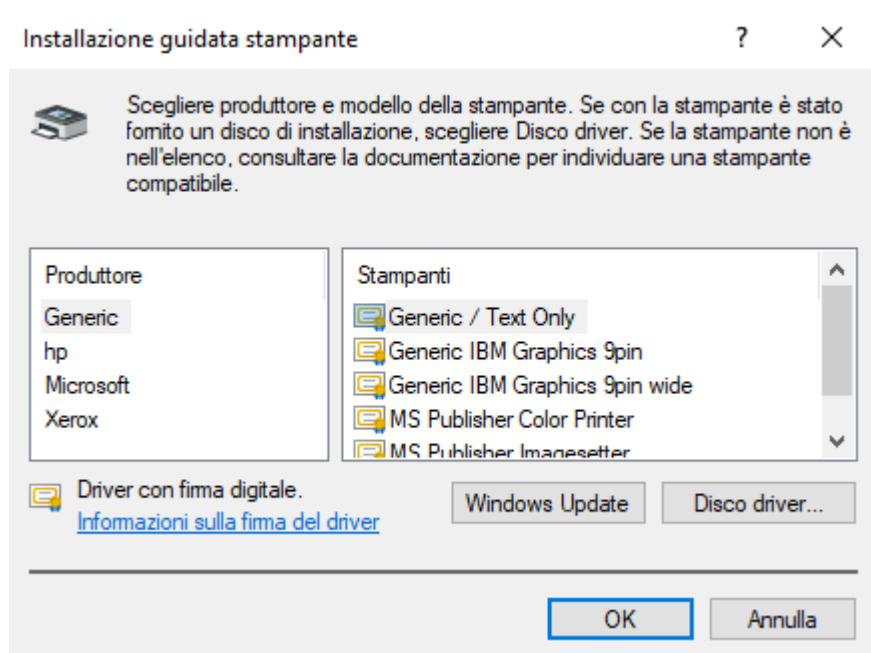 Installazione guidata stampante
?
Scegliere produttore e modello della stampante. Se con la stampante è stato
fornito un disco di installazione, scegliere Disco driver. Se la stampante non è
nell'elenco, consultare la documentazione per individuare una stampante
compatibile.
Produttore
Generic
hp
Microsoft
Xerox
Stampanti
Generic / Text Only
Generic IBM Graphics 9pin
Generic IBM Graphics 9pin wide
MS Publisher Color Printer
MS Publisher Imagesetter
Driver con firma digitale.
Informazioni sulla firma del driver
Windows Update
Disco driver...
OK
Annulla